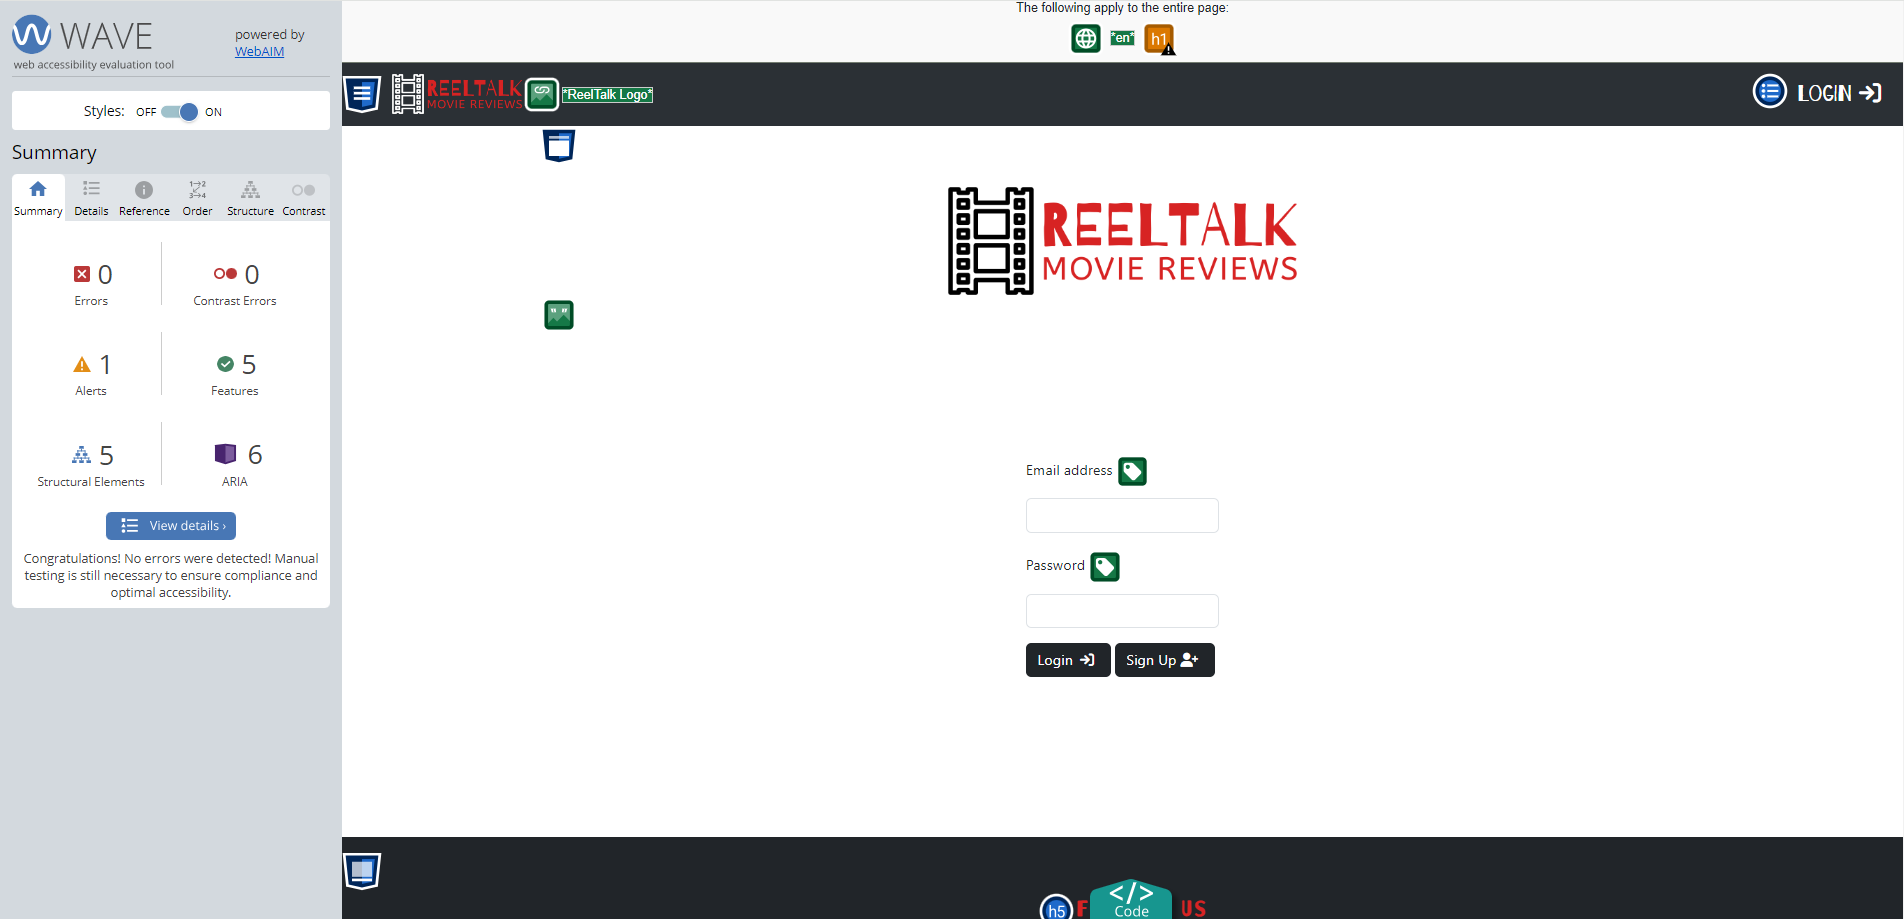 WAVE
powered by
WebAIM
web accessibility evaluation tool
Styles: OFF ON
Summary
Summary Details Reference Order Structure Contrast
0
Errors
0
Contrast Errors
1
Alerts
5
Features
5
Structural Elements
6
ARIA
View details ›
Congratulations! No errors were detected! Manual
testing is still necessary to ensure compliance and
optimal accessibility.
The following apply to the entire page:
*en* h1
REELTALK
MOVIE REVIEWS
*ReelTalk Logo*
LOGIN
REELTALK
MOVIE REVIEWS
Email address
Password
Login Sign Up
h5 F </> US
Code